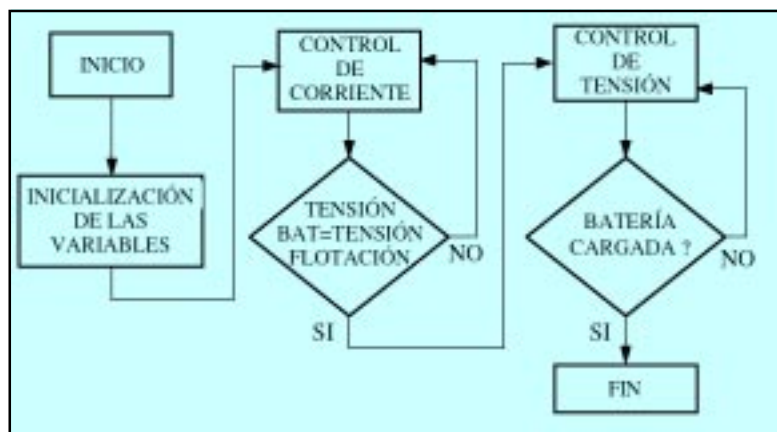 INICIO
INICIALIZACIÓN
DE LAS
VARIABLES
CONTROL
DE
CORRIENTE
TENSIÓN
BAT=TENSIÓN
FLOTACIÓN
NO
SI
CONTROL
DE
TENSIÓN
BATERÍA
CARGADA ?
NO
SI
FIN